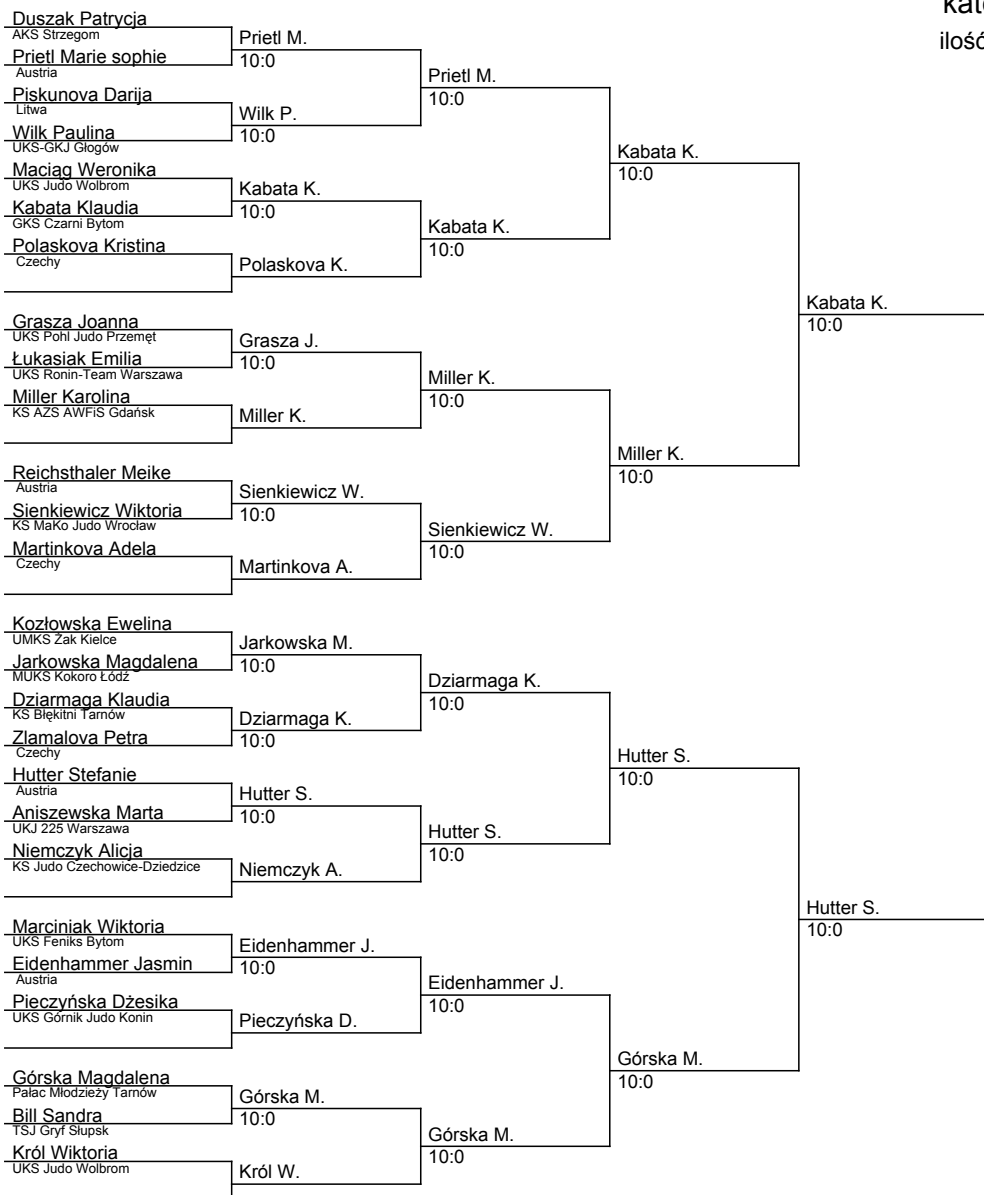 kate
ilość
Duszak Patrycja
AKS Strzegom
Prietl Marie sophie
Austria
Piskunova Darija
Litwa
Wilk Paulina
UKS-GKJ Głogów
Maciąg Weronika
UKS Judo Wolbrom
Kabata Klaudia
GKS Czarni Bytom
Polaskova Kristina
Czechy
Grasza Joanna
UKS Pohl Judo Przemęt
Łukasiak Emilia
UKS Ronin-Team Warszawa
Miller Karolina
KS AZS AWFiS Gdańsk
Reichsthaler Meike
Austria
Sienkiewicz Wiktoria
KS MaKo Judo Wrocław
Martinkova Adela
Czechy
Kozłowska Ewelina
UMKS Żak Kielce
Jarkowska Magdalena
MUKS Kokoro Łódź
Dziarmaga Klaudia
KS Błękitni Tarnów
Zlamalova Petra
Czechy
Hutter Stefanie
Austria
Aniszewska Marta
UKJ 225 Warszawa
Niemczyk Alicja
KS Judo Czechowice-Dziedzice
Marciniak Wiktoria
UKS Feniks Bytom
Eidenhammer Jasmin
Austria
Pieczyńska Dżesika
UKS Górnik Judo Konin
Górska Magdalena
Pałac Młodzieży Tarnów
Bill Sandra
TSJ Gryf Słupsk
Król Wiktoria
UKS Judo Wolbrom
Prietl M.
10:0
Wilk P.
10:0
Kabata K.
10:0
Polaskova K.
Grasza J.
10:0
Miller K.
Sienkiewicz W.
10:0
Martinkova A.
Jarkowska M.
10:0
Dziarmaga K.
10:0
Hutter S.
10:0
Niemczyk A.
Eidenhammer J.
10:0
Pieczyńska D.
Górska M.
10:0
Król W.
Prietl M.
10:0
Kabata K.
10:0
Miller K.
10:0
Sienkiewicz W.
10:0
Dziarmaga K.
10:0
Hutter S.
10:0
Eidenhammer J.
10:0
Górska M.
10:0
Kabata K.
10:0
Miller K.
10:0
Hutter S.
10:0
Górska M.
10:0
Kabata K.
10:0
Hutter S.
10:0